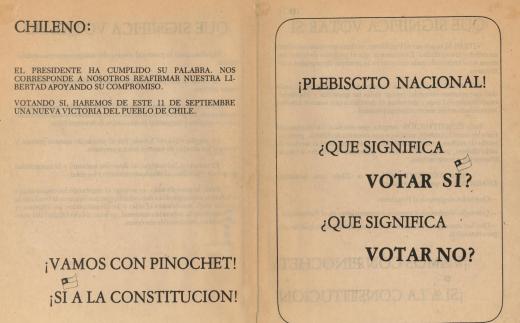 CHILENO:
EL PRESIDENTE HA CUMPLIDO SU PALABRA. NOS
CORRESPONDE A NOSOTROS REAFIRMAR NUESTRA LI-
BERTAD APOYANDO SU COMPROMISO.
VOTANDO SI, HAREMOS DE ESTE 11 DE SEPTIEMBRE
UNA NUEVA VICTORIA DEL PUEBLO DE CHILE.
¡VAMOS CON PINOCHET!
¡SI A LA CONSTITUCION!
¡PLEBISCITO NACIONAL!
¿QUE SIGNIFICA
VOTAR SI?
¿QUE SIGNIFICA
VOTAR NO?